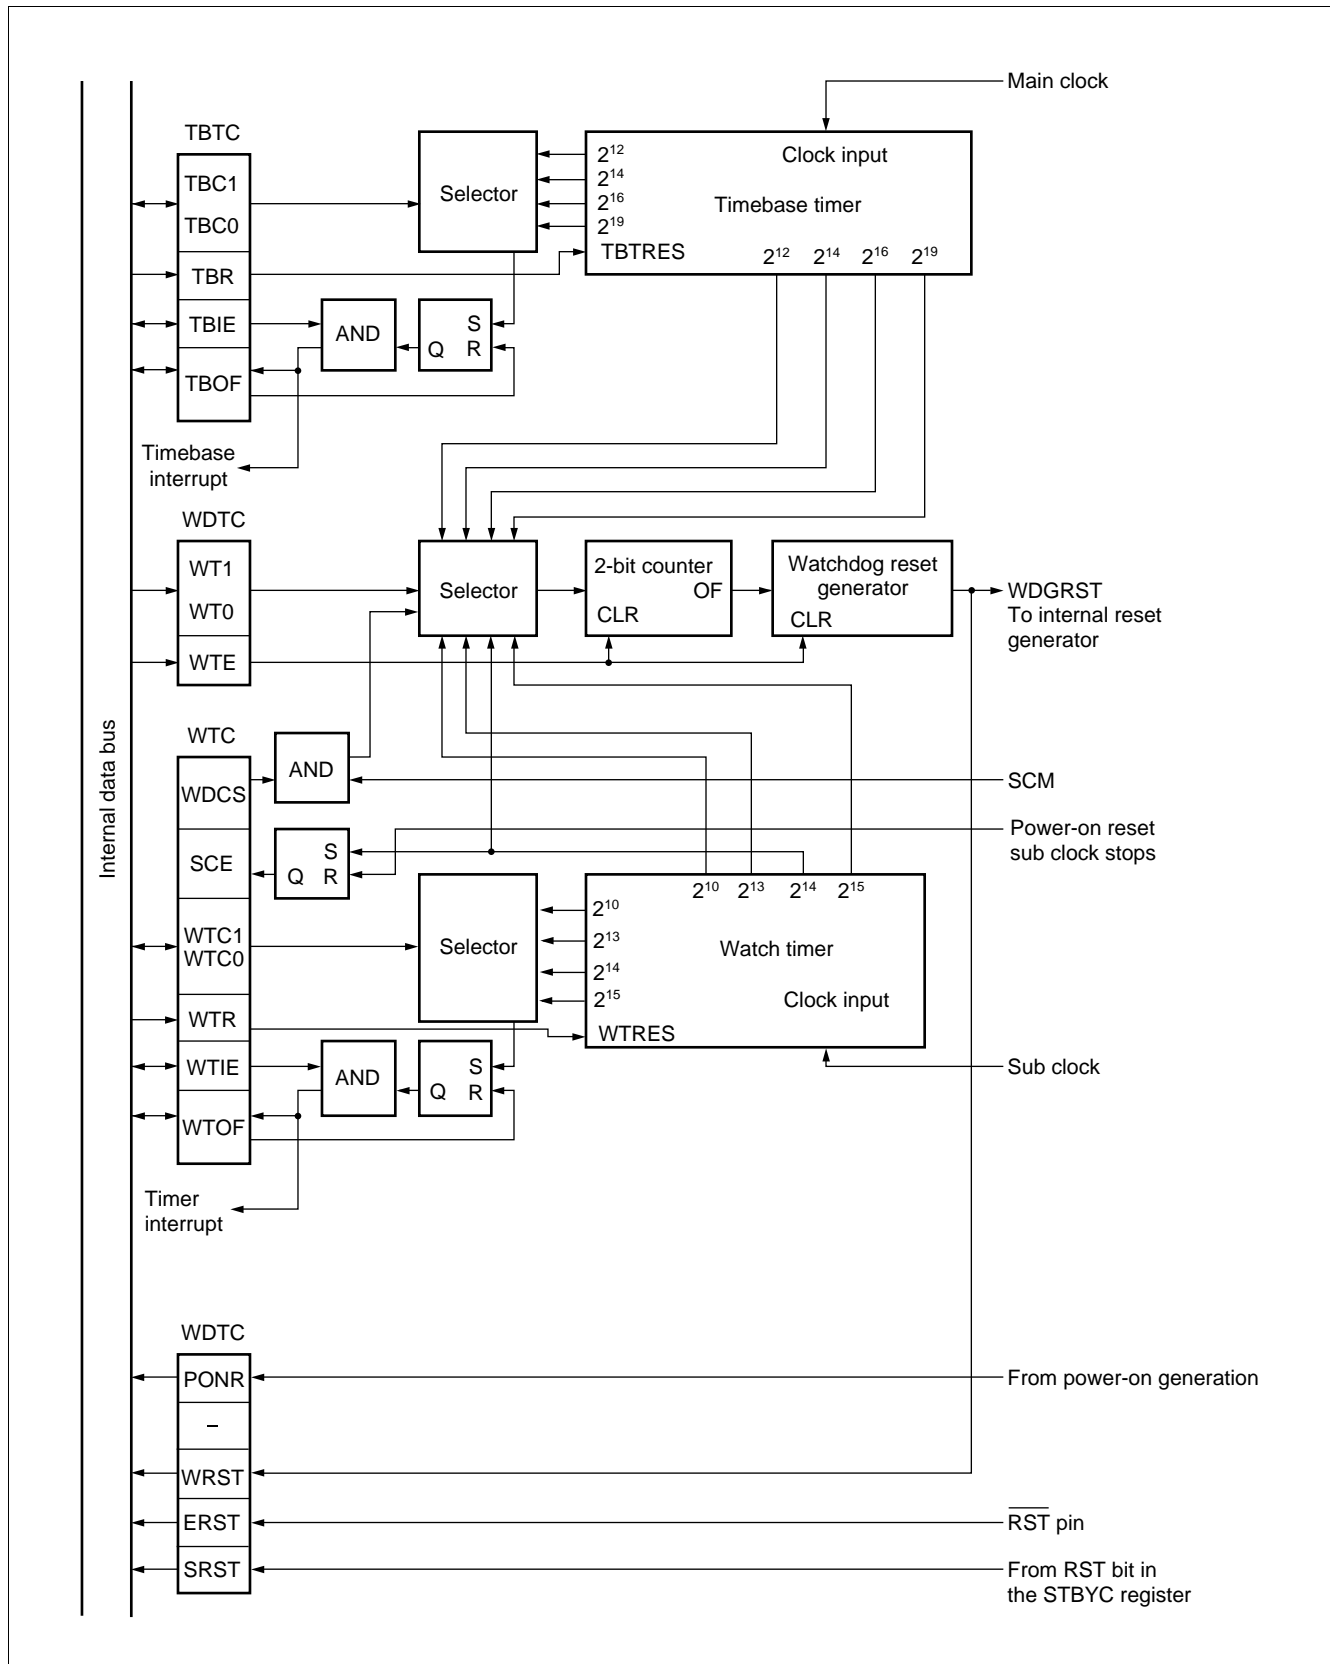 Main clock
TBTC
TBC1
TBC0
TBR
TBIE
TBOF
Selector
2¹²
2¹⁴
2¹⁶
2¹⁹
Clock input
Timebase timer
TBTRES
2¹² 2¹⁴ 2¹⁶ 2¹⁹
AND
S
Q R
Timebase
interrupt
WDTC
WT1
WT0
WTE
Selector
2-bit counter
OF
CLR
Watchdog reset
generator
CLR
WDGRST
To internal reset
generator
Internal data bus
WTC
WDCS
SCE
WTC1
WTC0
WTR
WTIE
WTOF
AND
SCM
S
Q R
Power-on reset
sub clock stops
Selector
2¹⁰ 2¹³ 2¹⁴ 2¹⁵
2¹⁰
2¹³
2¹⁴
2¹⁵
Watch timer
Clock input
WTRES
AND
S
Q R
Sub clock
Timer
interrupt
WDTC
PONR
–
WRST
ERST
SRST
From power-on generation
R̅S̅T̅ pin
From RST bit in
the STBYC register